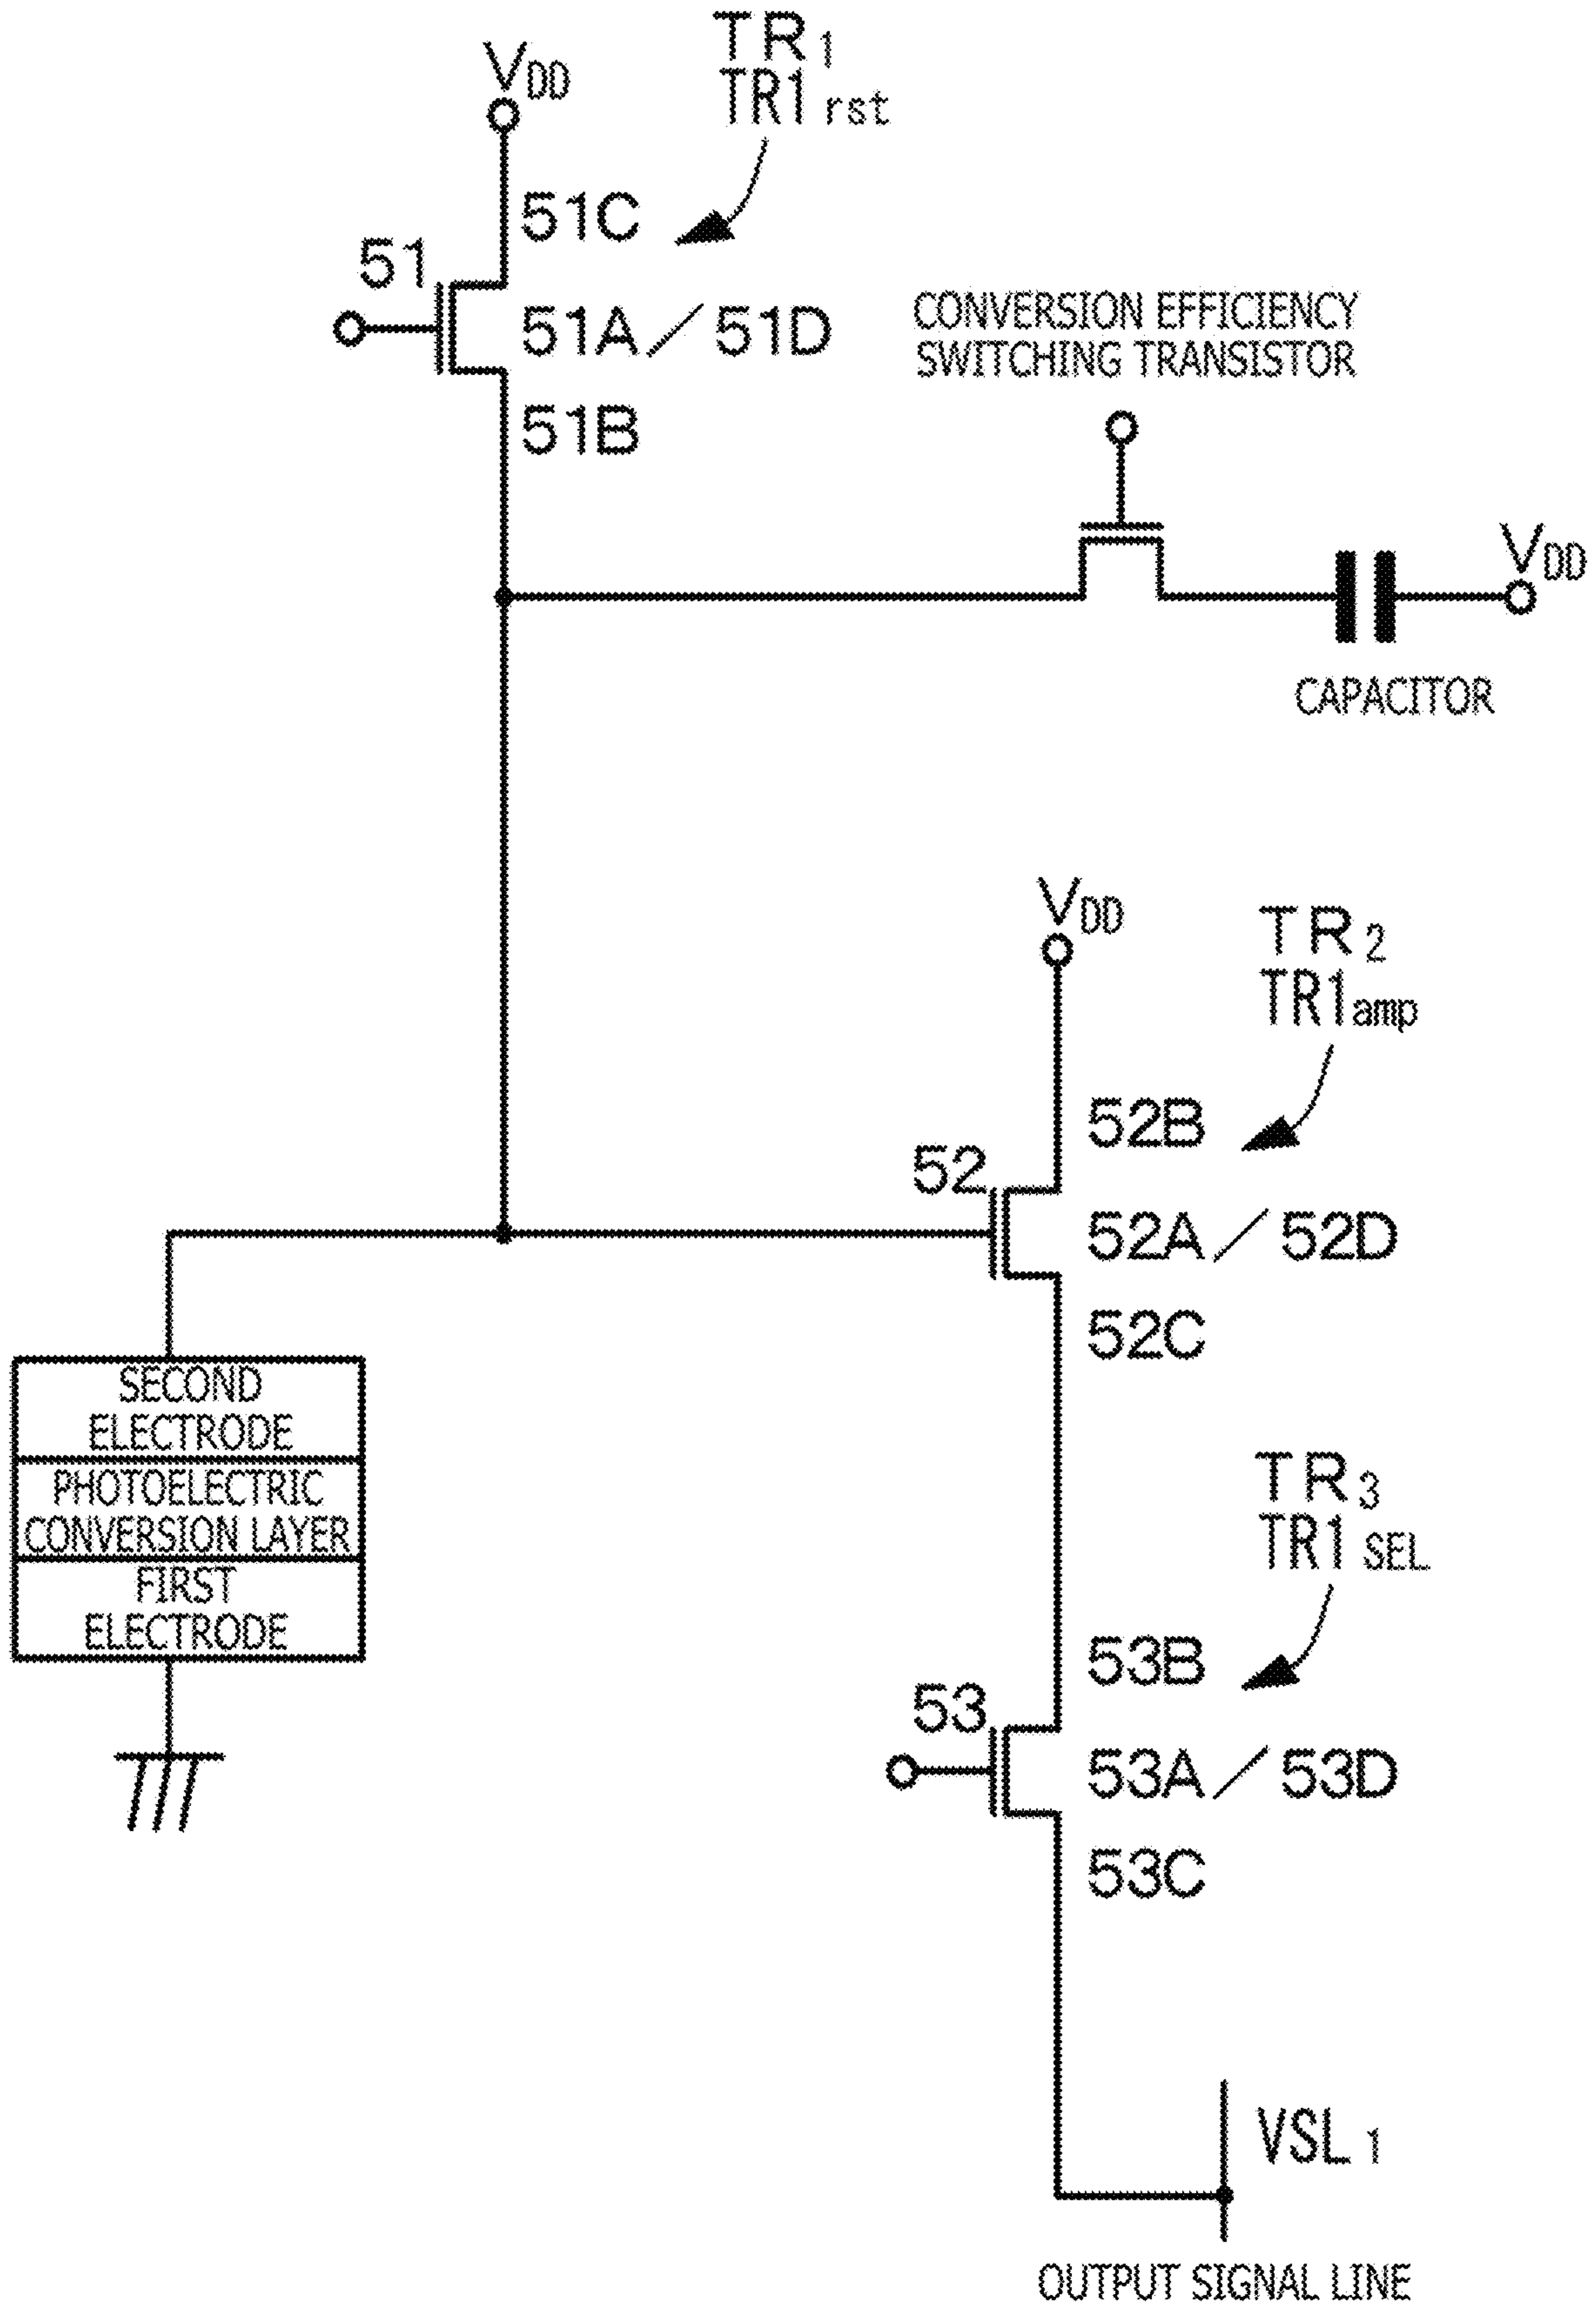 TR1
VDD
TR1rst
51C
51
51A/51D
51B
CONVERSION EFFICIENCY
SWITCHING TRANSISTOR
VDD
CAPACITOR
VDD
TR2
TR1amp
52B
52
52A/52D
52C
SECOND
ELECTRODE
PHOTOELECTRIC
CONVERSION LAYER
FIRST
ELECTRODE
TR3
TR1SEL
53B
53
53A/53D
53C
VSL1
OUTPUT SIGNAL LINE